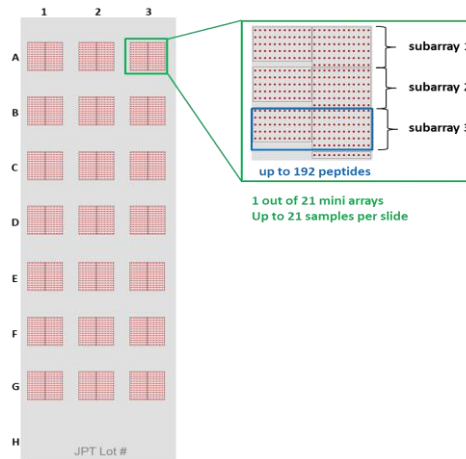 1 2 3
A
B
C
D
E
F
G
H
JPT Lot #
subarray 1
subarray 2
subarray 3
up to 192 peptides
1 out of 21 mini arrays
Up to 21 samples per slide